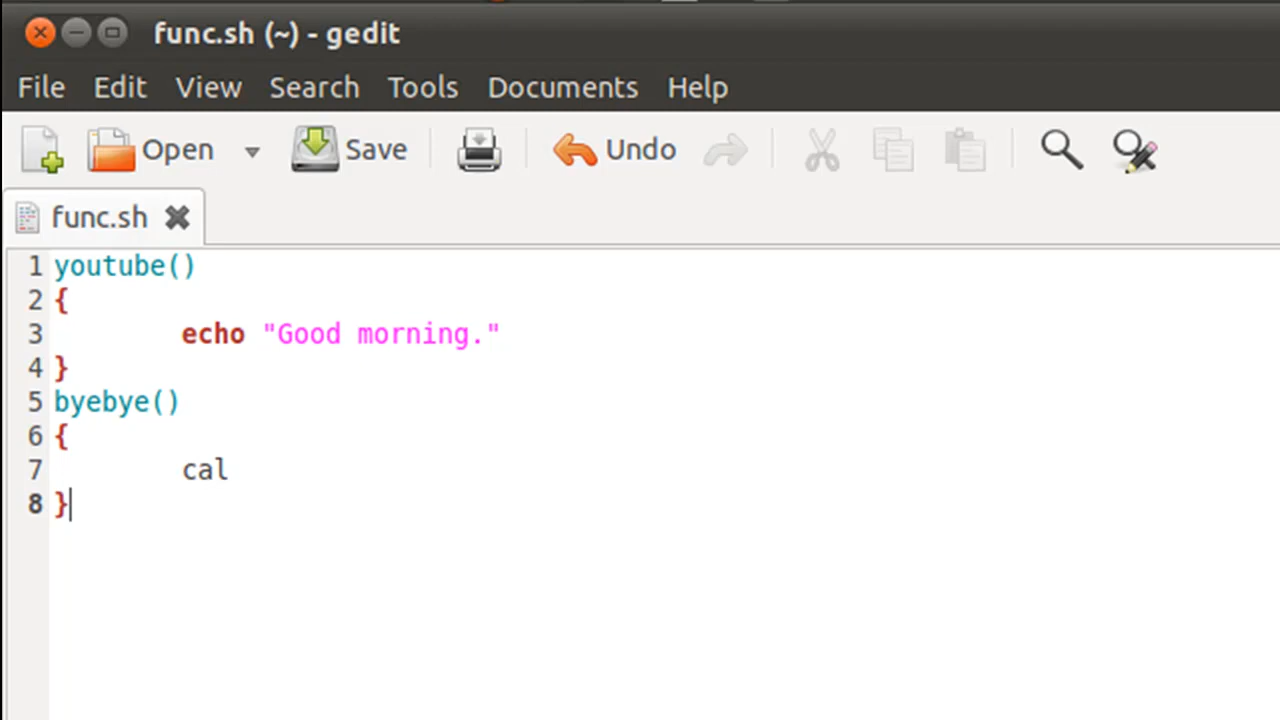 func.sh (~) - gedit
File Edit View Search Tools Documents Help
Open Save Undo
func.sh
1 youtube()
2 {
3 echo "Good morning."
4 }
5 byebye()
6 {
7 cal
8 }